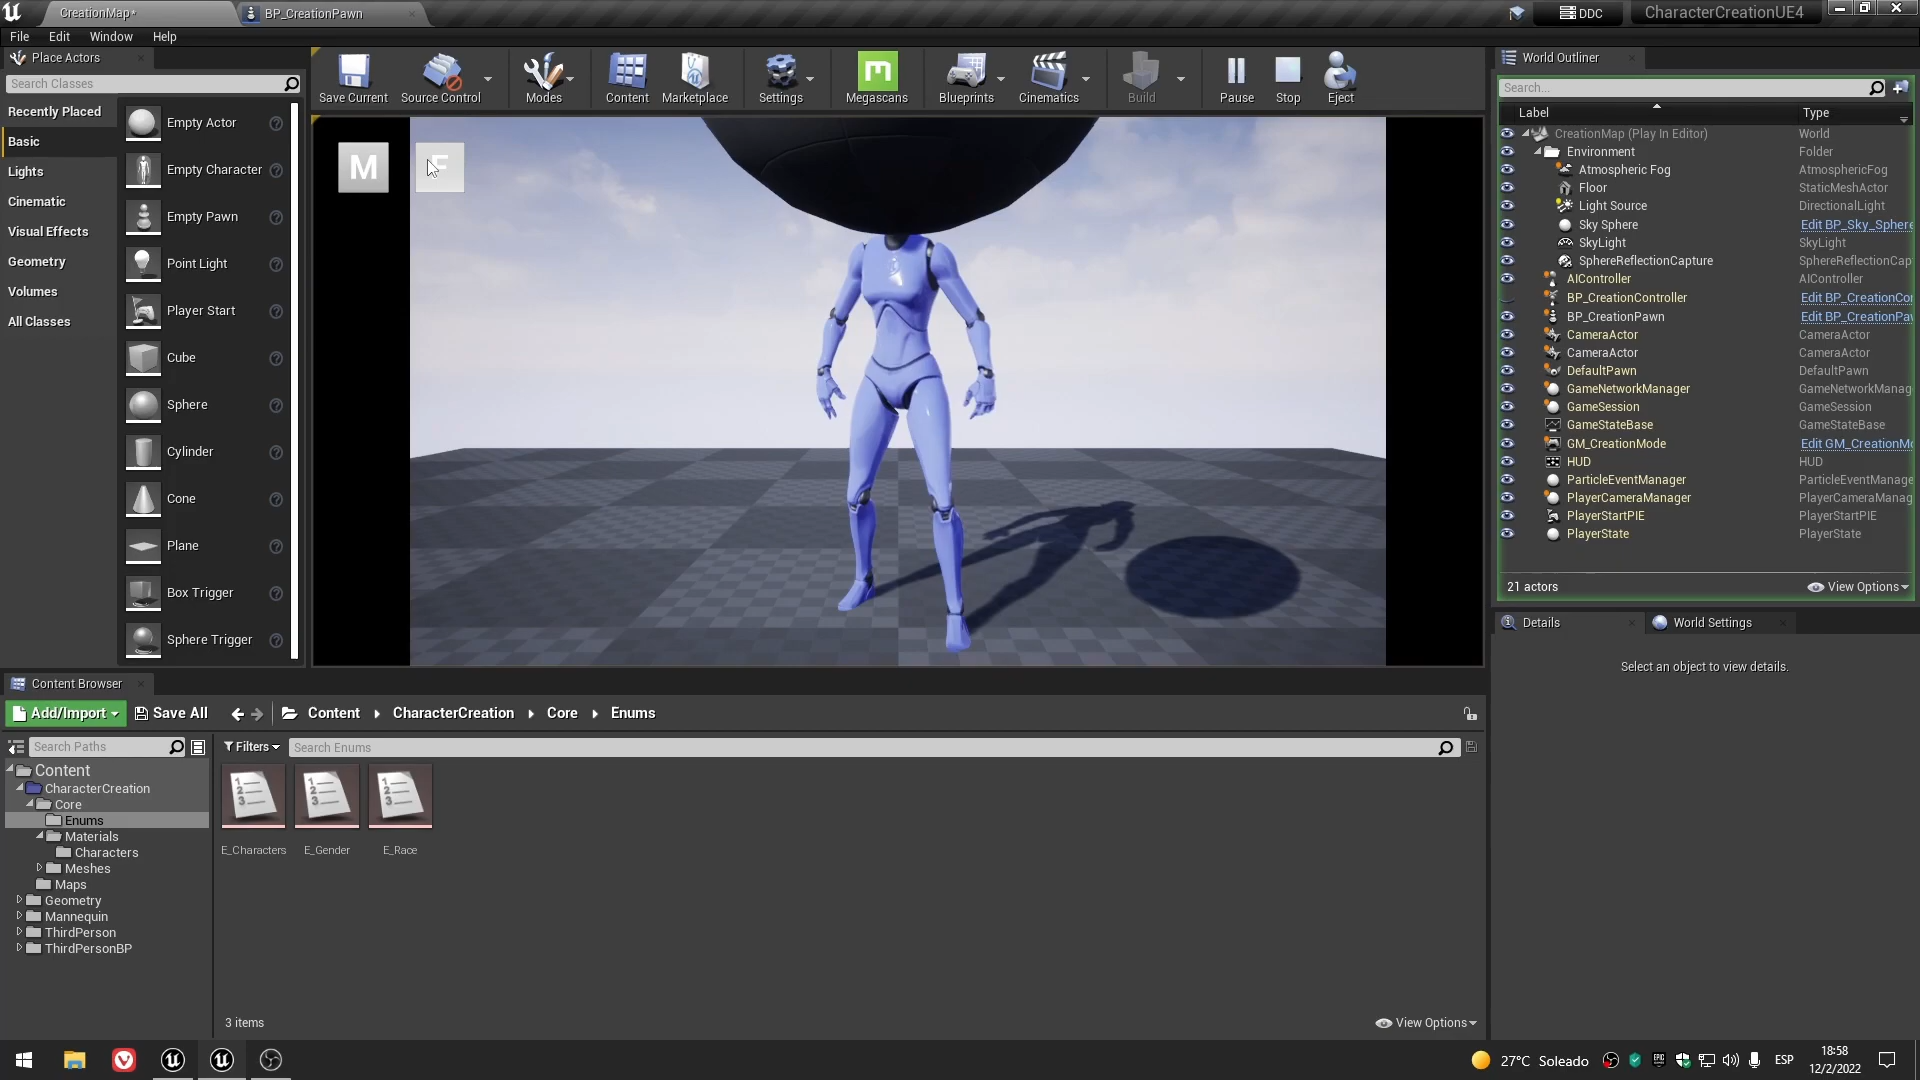 CreationMap*
BP_CreationPawn
DDC
CharacterCreationUE4
File Edit Window Help
Place Actors
Search Classes
Recently Placed
Basic
Lights
Cinematic
Visual Effects
Geometry
Volumes
All Classes
Empty Actor
Empty Character
Empty Pawn
Point Light
Player Start
Cube
Sphere
Cylinder
Cone
Plane
Box Trigger
Sphere Trigger
Save Current
Source Control
Modes
Content
Marketplace
Settings
Megascans
Blueprints
Cinematics
Build
Pause
Stop
Eject
M
F
World Outliner
Search...
Label Type
CreationMap (Play In Editor) World
Environment Folder
Atmospheric Fog AtmosphericFog
Floor StaticMeshActor
Light Source DirectionalLight
Sky Sphere Edit BP_Sky_Sphere
SkyLight SkyLight
SphereReflectionCapture SphereReflectionCap
AIController AIController
BP_CreationController Edit BP_CreationCor
BP_CreationPawn Edit BP_CreationPaw
CameraActor CameraActor
CameraActor CameraActor
DefaultPawn DefaultPawn
GameNetworkManager GameNetworkManag
GameSession GameSession
GameStateBase GameStateBase
GM_CreationMode Edit GM_CreationMo
HUD HUD
ParticleEventManager ParticleEventManage
PlayerCameraManager PlayerCameraManag
PlayerStartPIE PlayerStartPIE
PlayerState PlayerState
21 actors
View Options
Details
World Settings
Select an object to view details.
Content Browser
Add/Import
Save All
Content CharacterCreation Core Enums
Search Paths
Filters
Search Enums
Content
CharacterCreation
Core
Enums
Materials
Characters
Meshes
Maps
Geometry
Mannequin
ThirdPerson
ThirdPersonBP
E_Characters
E_Gender
E_Race
3 items
View Options
27°C Soleado
ESP
18:58
12/2/2022